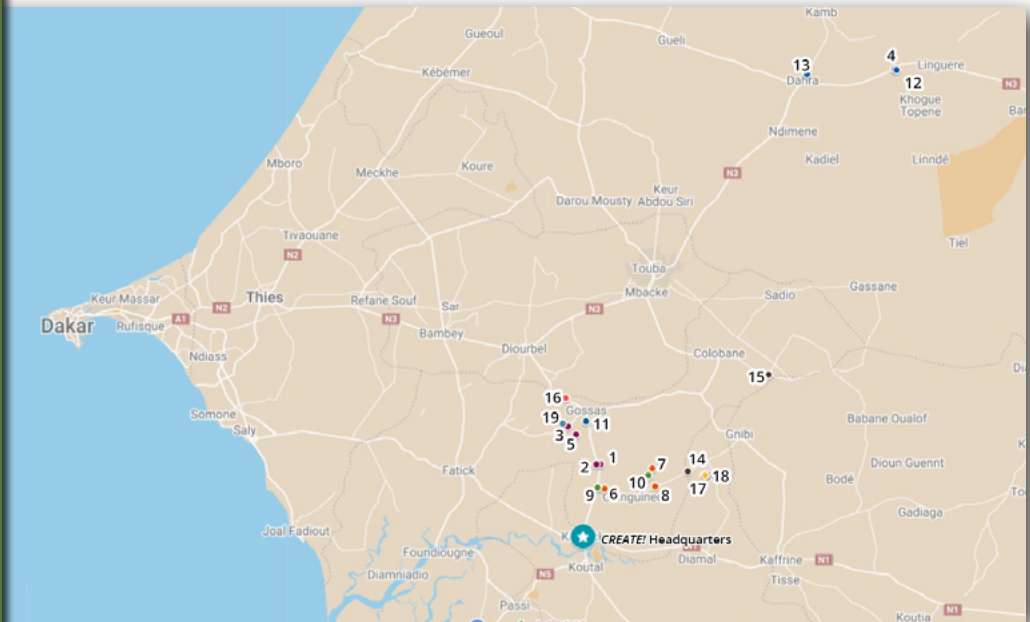 Kamb
Gueoul
Gueli
4
13
Linguere
Dahra
Kébémer
12
N3
Khogue
Topene
Ndimene
Mboro
Koure
Kadiel
Linndé
Meckhe
N3
Keur
Abdou Siri
Darou Mousty
Tivaouane
Tiel
N2
Touba
Gassane
Keur Massar
Thies
Refane Souf
Mbacke
Sadio
N2
Sar
N3
Dakar
Rufisque
A1
N3
Bambey
Diourbel
Colobane
Ndiass
15
16
Somone
Gossas
19
11
Babane Oualof
Saly
3
5
Gnibi
1
14
Dioun Guennt
2
7
Fatick
18
10
Bodé
17
9
6
8
Gadiaga
Joal Fadiout
CREATE! Headquarters
Foundiougne
Diamal
Kaffrine
N1
Koutal
Diamniadio
N5
Tisse
Passi
N1
Koutia